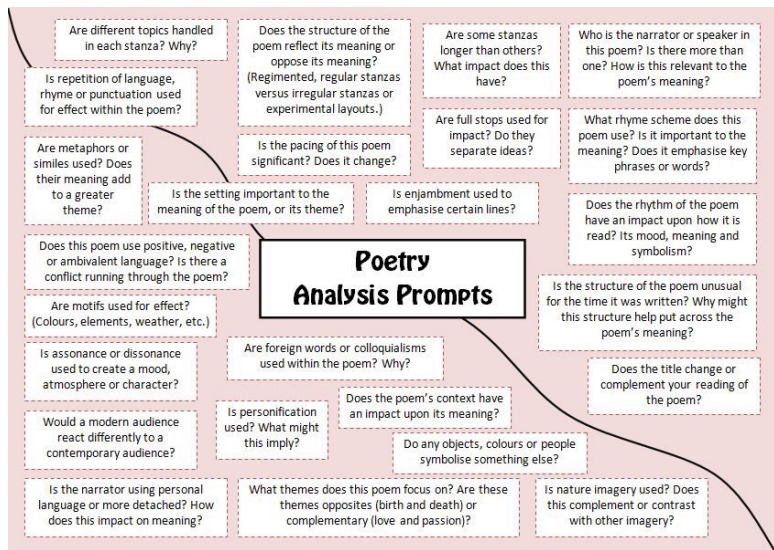 Are different topics handled
in each stanza? Why?
Does the structure of the
poem reflect its meaning or
oppose its meaning?
(Regimented, regular stanzas
versus irregular stanzas or
experimental layouts.)
Are some stanzas
longer than others?
What impact does this
have?
Who is the narrator or speaker in
this poem? Is there more than
one? How is this relevant to the
poem's meaning?
Is repetition of language,
rhyme or punctuation used
for effect within the poem?
Are full stops used for
impact? Do they
separate ideas?
What rhyme scheme does this
poem use? Is it important to the
meaning? Does it emphasise key
phrases or words?
Is the pacing of this poem
significant? Does it change?
Are metaphors or
similes used? Does
their meaning add
to a greater
theme?
Is the setting important to the
meaning of the poem, or its theme?
Is enjambment used to
emphasise certain lines?
Does the rhythm of the poem
have an impact upon how it is
read? Its mood, meaning and
symbolism?
Does this poem use positive, negative
or ambivalent language? Is there a
conflict running through the poem?
Poetry
Analysis Prompts
Is the structure of the poem unusual
for the time it was written? Why might
this structure help put across the
poem's meaning?
Are motifs used for effect?
(Colours, elements, weather, etc.)
Is assonance or dissonance
used to create a mood,
atmosphere or character?
Are foreign words or colloquialisms
used within the poem? Why?
Does the title change or
complement your reading of
the poem?
Does the poem's context have
an impact upon its meaning?
Is personification
used? What might
this imply?
Would a modern audience
react differently to a
contemporary audience?
Do any objects, colours or people
symbolise something else?
Is the narrator using personal
language or more detached? How
does this impact on meaning?
What themes does this poem focus on? Are these
themes opposites (birth and death) or
complementary (love and passion)?
Is nature imagery used? Does
this complement or contrast
with other imagery?